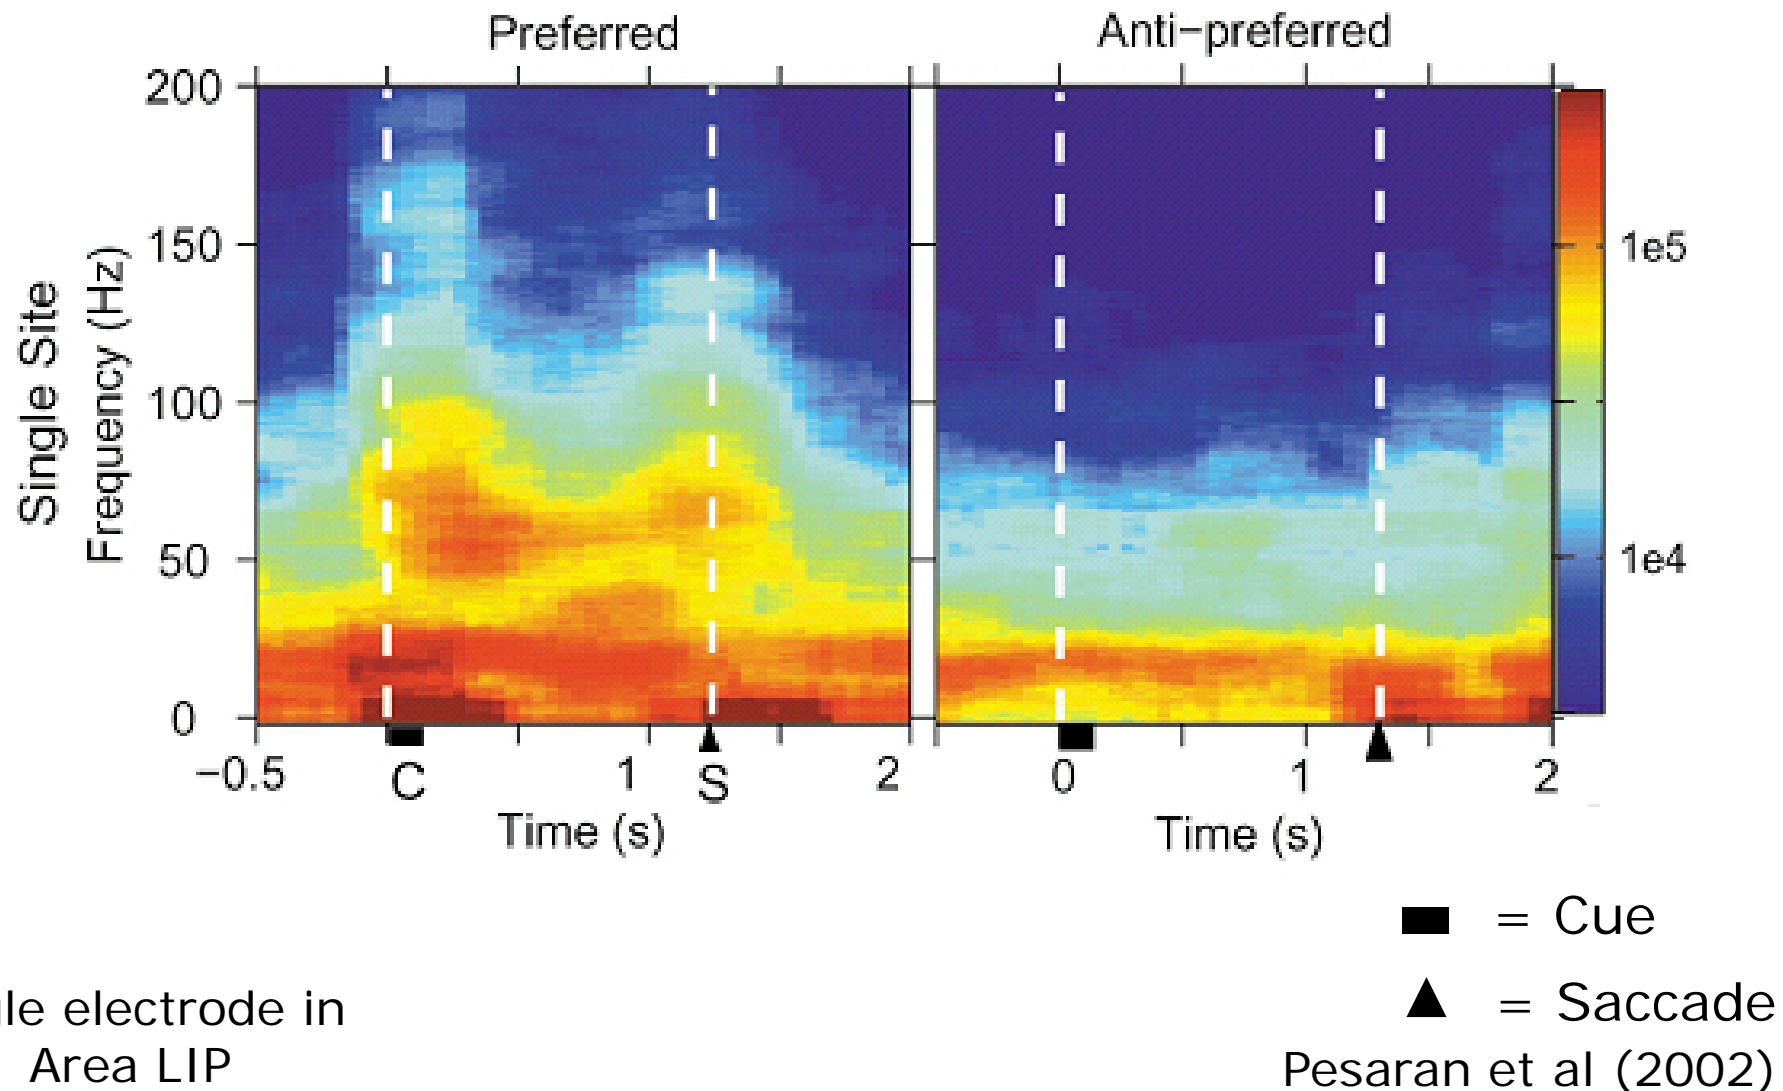 Preferred
Anti-preferred
200
150
100
50
0
Single Site
Frequency (Hz)
1e5
1e4
-0.5
C
1
S
2
0
1
2
Time (s)
Time (s)
= Cue
= Saccade
le electrode in
Area LIP
Pesaran et al (2002)